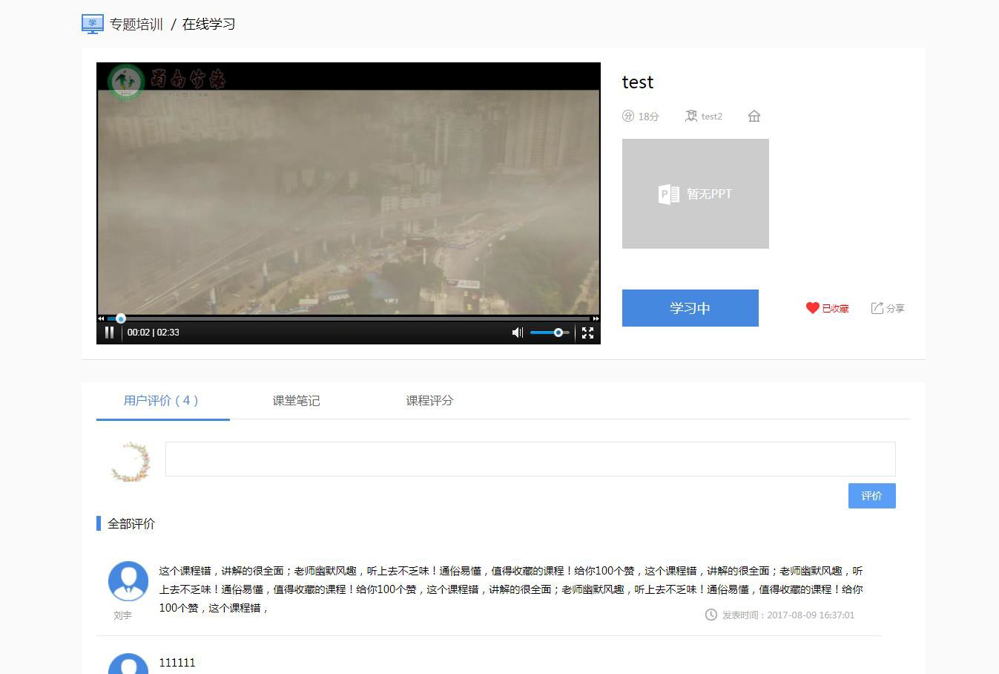 学
专题培训 / 在线学习
蜀南竹海
test
分 18分 test2
P 暂无PPT
学习中 已收藏 分享
00:02 | 02:33
用户评价（4） 课堂笔记 课程评分
评价
全部评价
这个课程错，讲解的很全面；老师幽默风趣，听上去不乏味！通俗易懂，值得收藏的课程！给你100个赞，这个课程错，讲解的很全面；老师幽默风趣，听
上去不乏味！通俗易懂，值得收藏的课程！给你100个赞，这个课程错，讲解的很全面；老师幽默风趣，听上去不乏味！通俗易懂，值得收藏的课程！给你
100个赞，这个课程错，
刘宇 发表时间：2017-08-09 16:37:01
111111